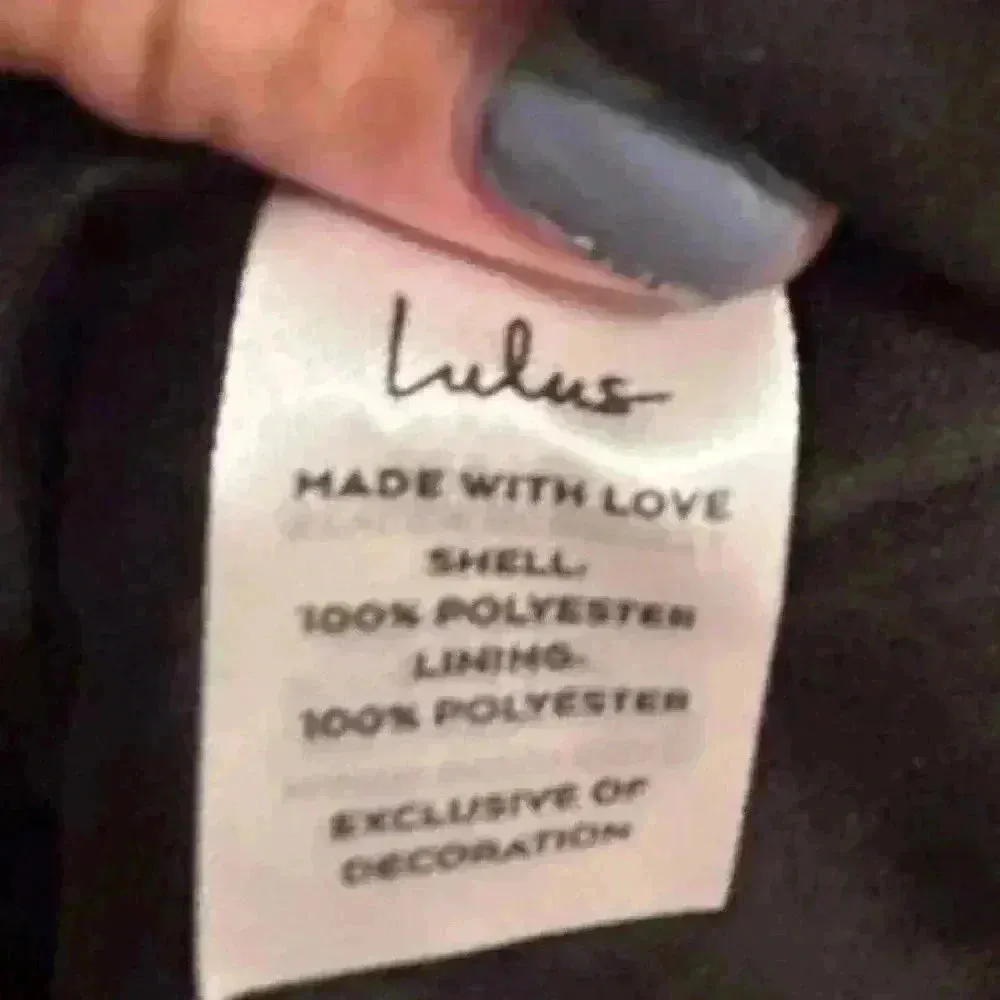 Lulus
MADE WITH LOVE
SHELL:
100% POLYESTER
LINING:
100% POLYESTER
EXCLUSIVE OF
DECORATION